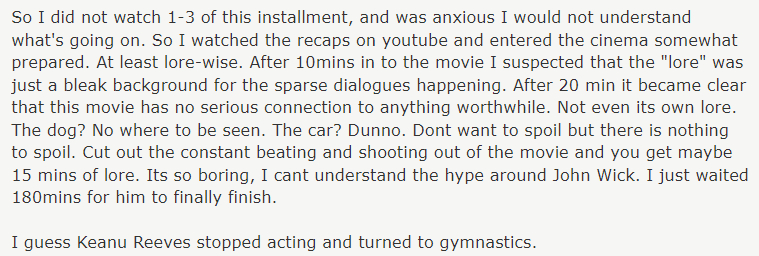 So I did not watch 1-3 of this installment, and was anxious I would not understand
what's going on. So I watched the recaps on youtube and entered the cinema somewhat
prepared. At least lore-wise. After 10mins in to the movie I suspected that the "lore" was
just a bleak background for the sparse dialogues happening. After 20 min it became clear
that this movie has no serious connection to anything worthwhile. Not even its own lore.
The dog? No where to be seen. The car? Dunno. Dont want to spoil but there is nothing
to spoil. Cut out the constant beating and shooting out of the movie and you get maybe
15 mins of lore. Its so boring, I cant understand the hype around John Wick. I just waited
180mins for him to finally finish.
I guess Keanu Reeves stopped acting and turned to gymnastics.